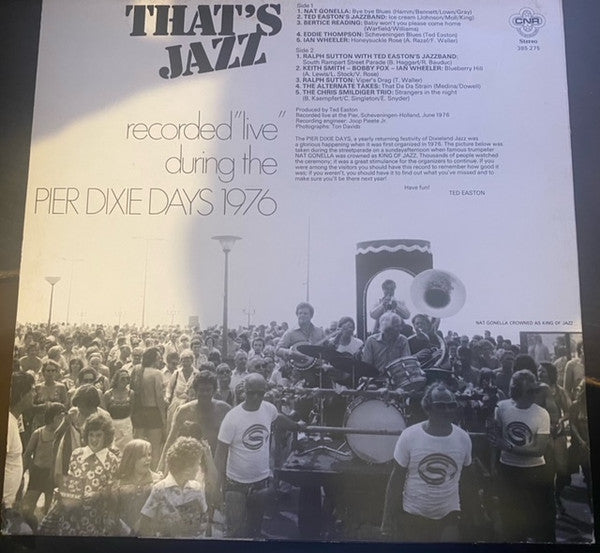 THAT'S
JAZZ
recorded "live"
during the
PIER DIXIE DAYS 1976
Side 1
1. NAT GONELLA: Bye bye Blues (Hamm/Bennett/Lown/Gray)
2. TED EASTON'S JAZZBAND: Ice cream (Johnson/Moll/King)
3. BERTICE READING: Baby won't you please come home
(Warfield/Williams)
4. EDDIE THOMPSON: Scheveningen Blues (Ted Easton)
5. IAN WHEELER: Honeysuckle Rose (A. Razaf/F. Waller)
Side 2
1. RALPH SUTTON WITH TED EASTON'S JAZZBAND:
South Rampart Street Parade (B. Haggart/R. Bauduc)
2. KEITH SMITH - BOBBY FOX - IAN WHEELER: Blueberry Hill
(A. Lewis/L. Stock/V. Rose)
3. RALPH SUTTON: Viper's Drag (T. Waller)
4. THE ALTERNATE TAKES: That Da Da Strain (Medina/Dowell)
5. THE CHRIS SMILDIGER TRIO: Strangers in the night
(B. Kaempfert/C. Singleton/E. Snyder)
Produced by Ted Easton
Recorded live at the Pier, Scheveningen-Holland, June 1976
Recording engineer: Joop Pieete Jr.
Photographs: Ton Davids
The PIER DIXIE DAYS, a yearly returning festival of Dixieland Jazz was
a glorious happening when it was first organized in 1976. The picture below was
taken during the streetparade on a sundayafternoon when famous trumpeter
NAT GONELLA was crowned as KING OF JAZZ. Thousands of people watched
the ceremony; it was a great stimulance for the organizers to continue. If you
were among the visitors you should have this record to remember how good it
was: if you weren't, you should have it to find out what you've missed and to
make sure you'll be there next year!
Have fun!
TED EASTON
CNR
Stereo
385 275
NAT GONELLA CROWNED AS KING OF JAZZ